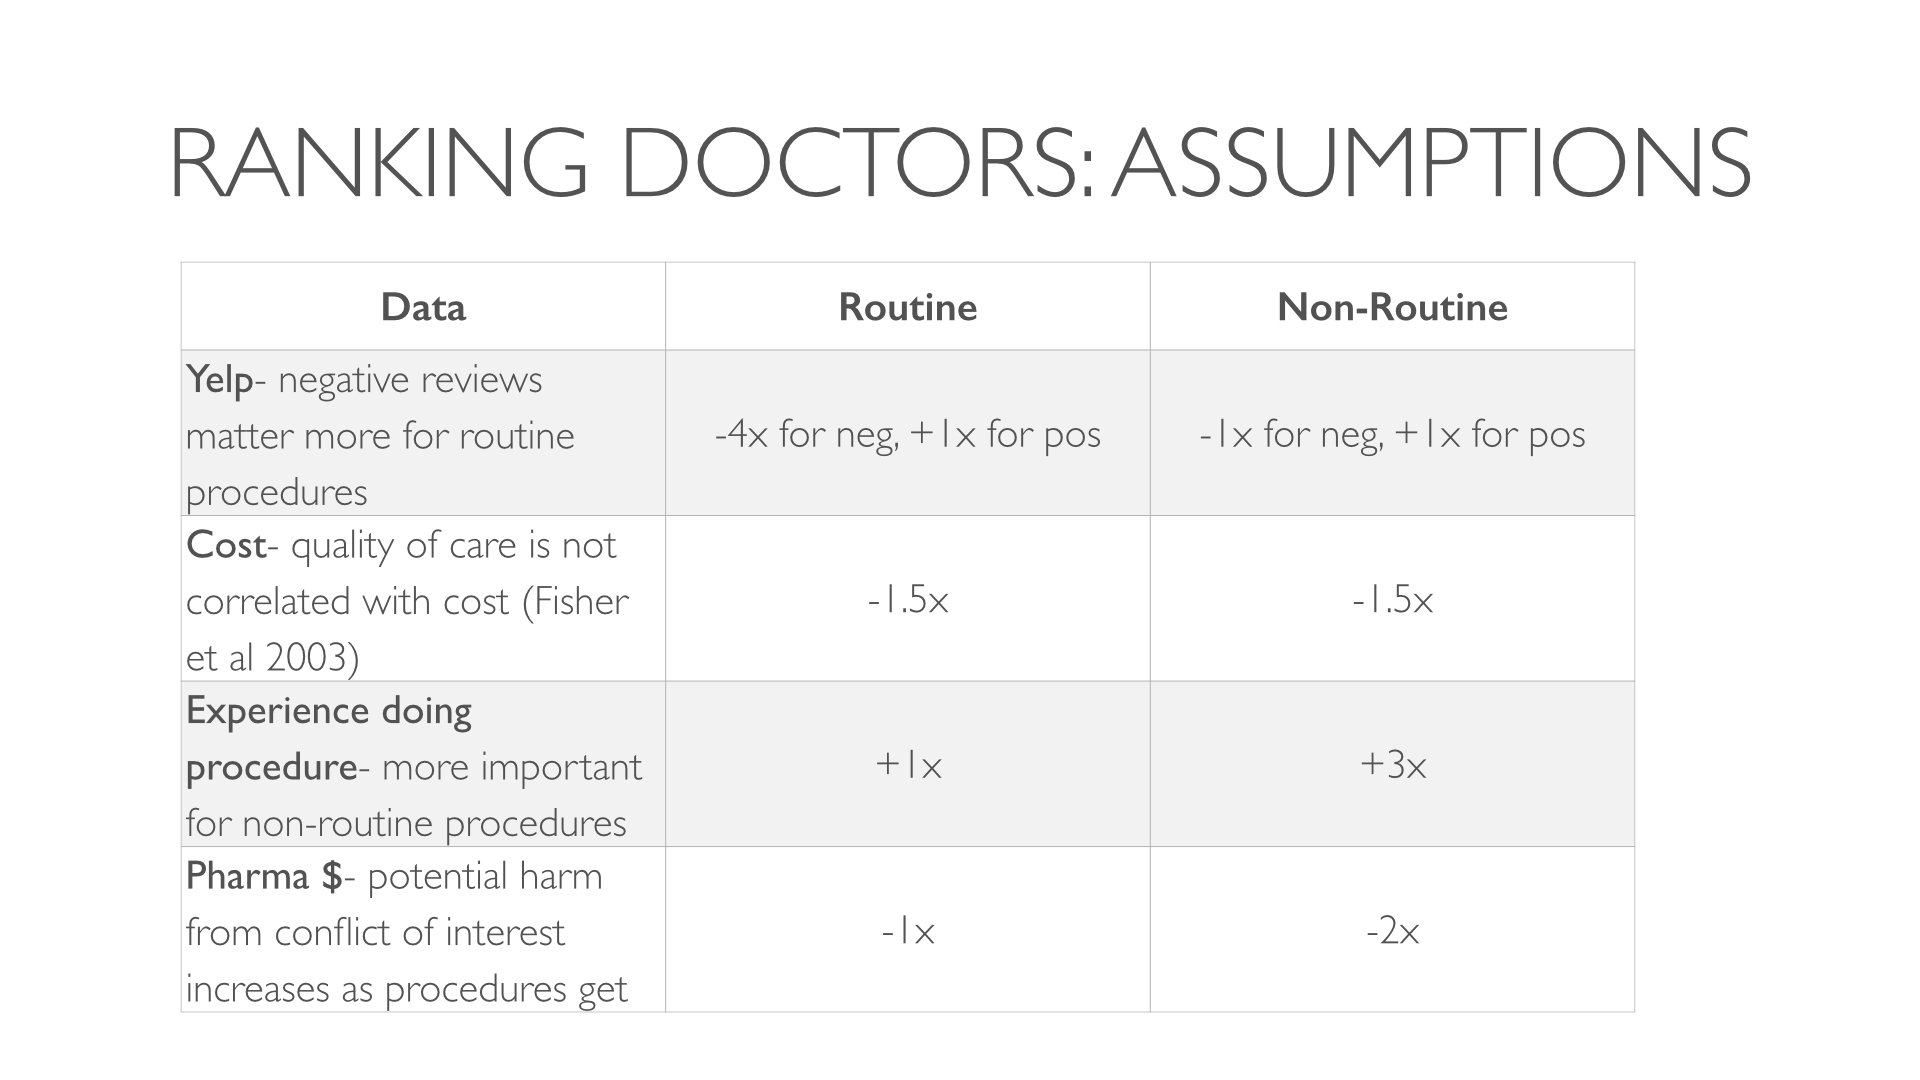 RANKING DOCTORS: ASSUMPTIONS
Data
Routine
Non-Routine
Yelp- negative reviews
matter more for routine
procedures
-4x for neg, +1x for pos
-1x for neg, +1x for pos
Cost- quality of care is not
correlated with cost (Fisher
et al 2003)
-1.5x
-1.5x
Experience doing
procedure- more important
for non-routine procedures
+1x
+3x
Pharma $- potential harm
from conflict of interest
increases as procedures get
-1x
-2x